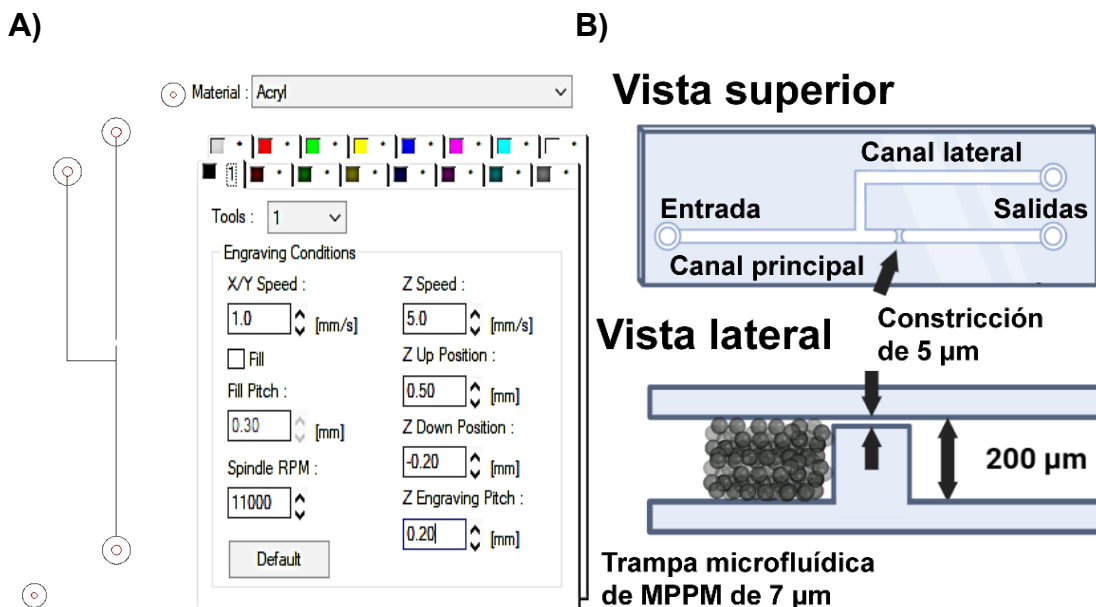 A)
Material : Acryl
1
Tools : 1
Engraving Conditions
X/Y Speed :
1.0 [mm/s]
Fill
Fill Pitch :
0.30 [mm]
Spindle RPM :
11000
Default
Z Speed :
5.0 [mm/s]
Z Up Position :
0.50 [mm]
Z Down Position :
-0.20 [mm]
Z Engraving Pitch :
0.20 [mm]
B)
Vista superior
Canal lateral
Entrada
Salidas
Canal principal
Constricción
de 5 µm
Vista lateral
200 µm
Trampa microfluídica
de MPPM de 7 µm